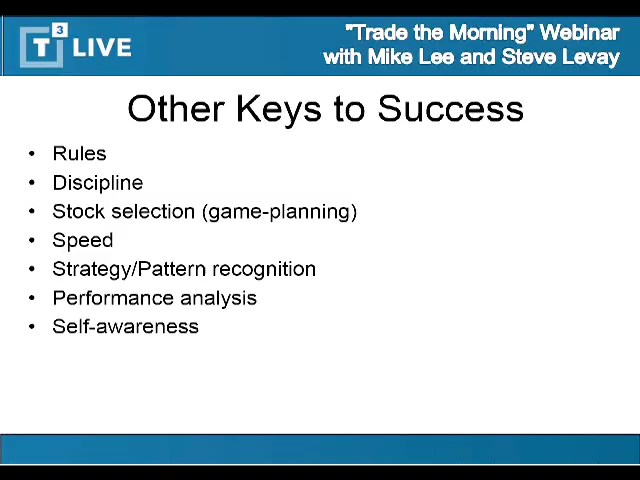 T3 LIVE
"Trade the Morning" Webinar
with Mike Lee and Steve Levay
Other Keys to Success
• Rules
• Discipline
• Stock selection (game-planning)
• Speed
• Strategy/Pattern recognition
• Performance analysis
• Self-awareness